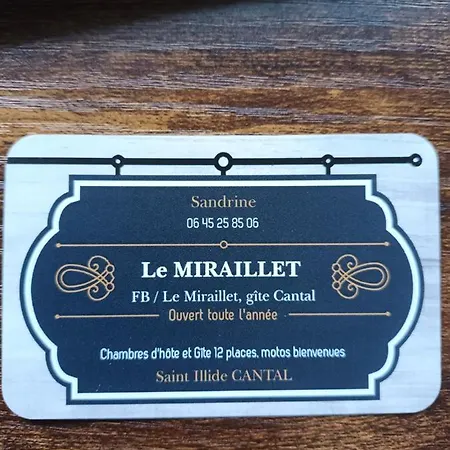 Sandrine
06 45 25 85 06
Le MIRAILLET
FB / Le Miraillet, gîte Cantal
Ouvert toute l'année
Chambres d'hôte et Gîte 12 places, motos bienvenues
Saint Illide CANTAL